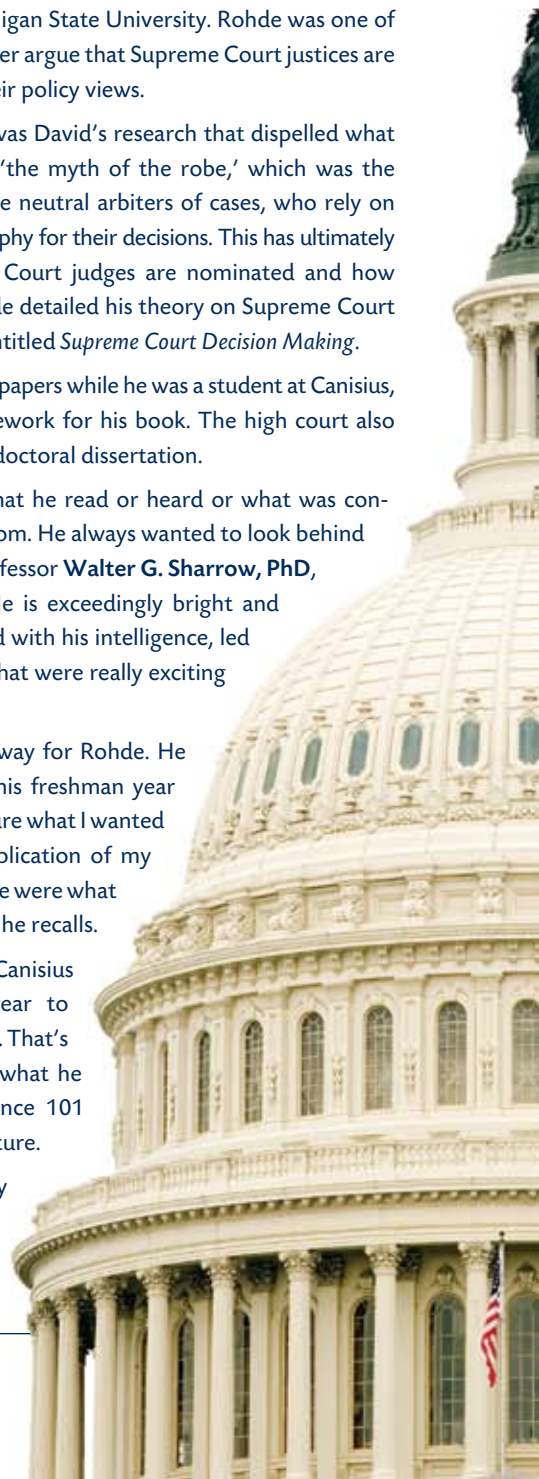 igan State University. Rohde was one of
er argue that Supreme Court justices are
eir policy views.
was David's research that dispelled what
'the myth of the robe,' which was the
e neutral arbiters of cases, who rely on
phy for their decisions. This has ultimately
Court judges are nominated and how
le detailed his theory on Supreme Court
ntitled Supreme Court Decision Making.
papers while he was a student at Canisius,
ework for his book. The high court also
doctoral dissertation.
hat he read or heard or what was con-
om. He always wanted to look behind
fessor Walter G. Sharrow, PhD,
He is exceedingly bright and
d with his intelligence, led
hat were really exciting
way for Rohde. He
his freshman year
ure what I wanted
plication of my
e were what
he recalls.
Canisius
ear to
. That's
what he
nce 101
ture.
y